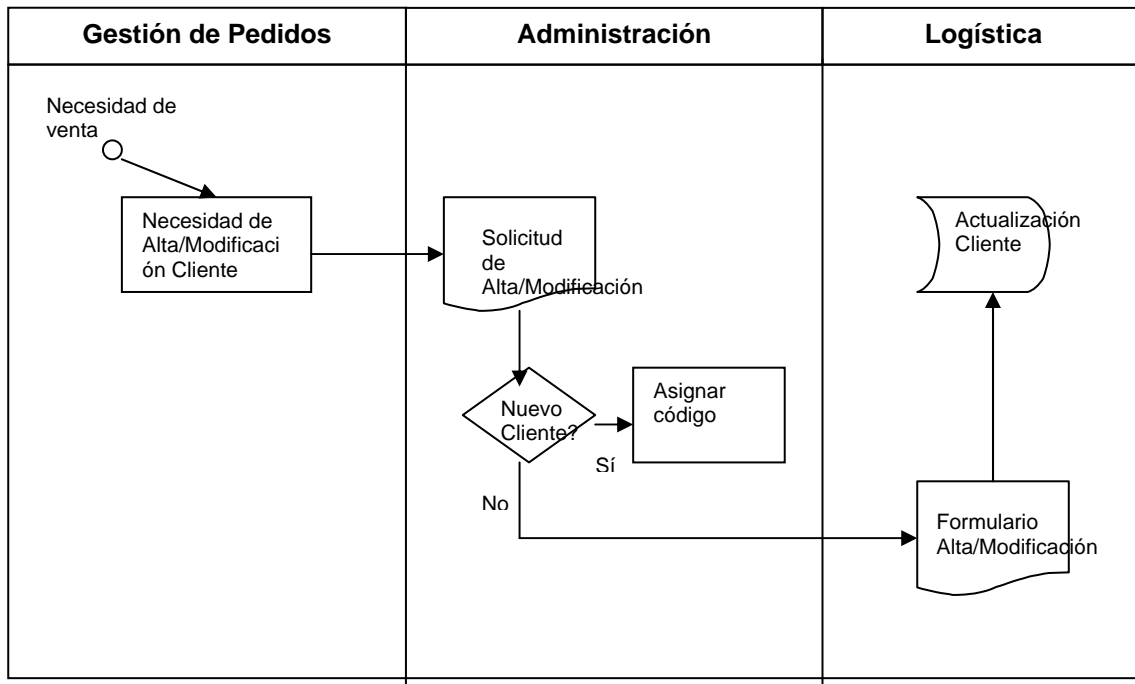 Gestión de Pedidos
Administración
Logística
Necesidad de
venta
Necesidad de
Alta/Modificaci
ón Cliente
Solicitud
de
Alta/Modificación
Actualización
Cliente
Nuevo
Cliente?
Asignar
código
Sí
No
Formulario
Alta/Modificación